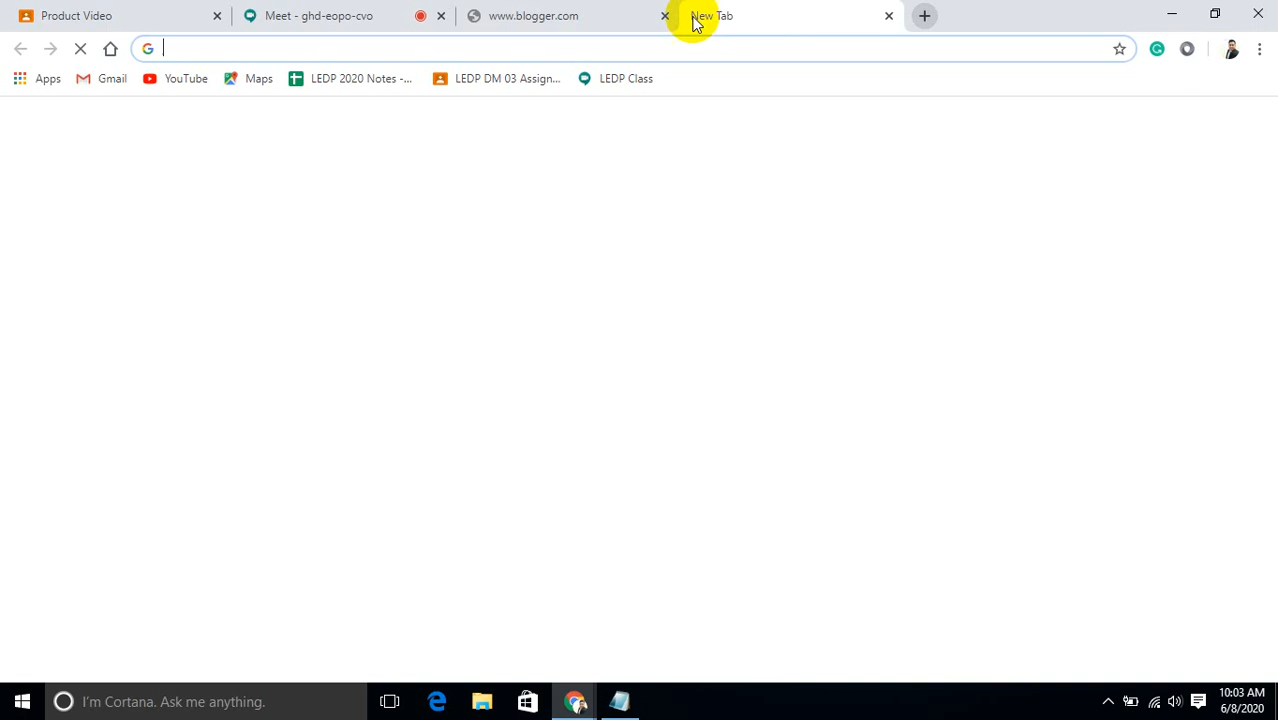 Product Video
Meet - ghd-eopo-cvo
www.blogger.com
New Tab
Apps
Gmail
YouTube
Maps
LEDP 2020 Notes -...
LEDP DM 03 Assign...
LEDP Class
I'm Cortana. Ask me anything.
10:03 AM
6/8/2020